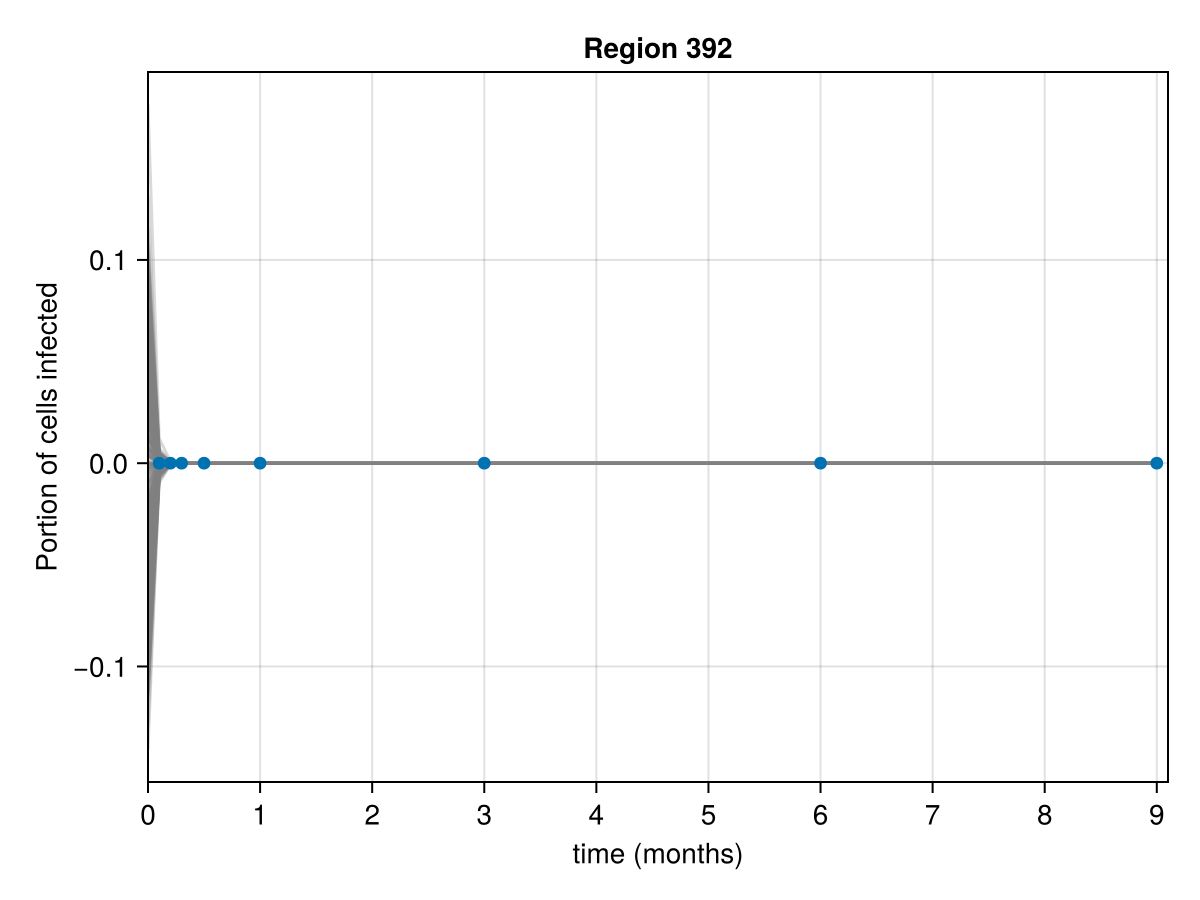 Region 392
Portion of cells infected
0.1
0.0
−0.1
0 1 2 3 4 5 6 7 8 9
time (months)